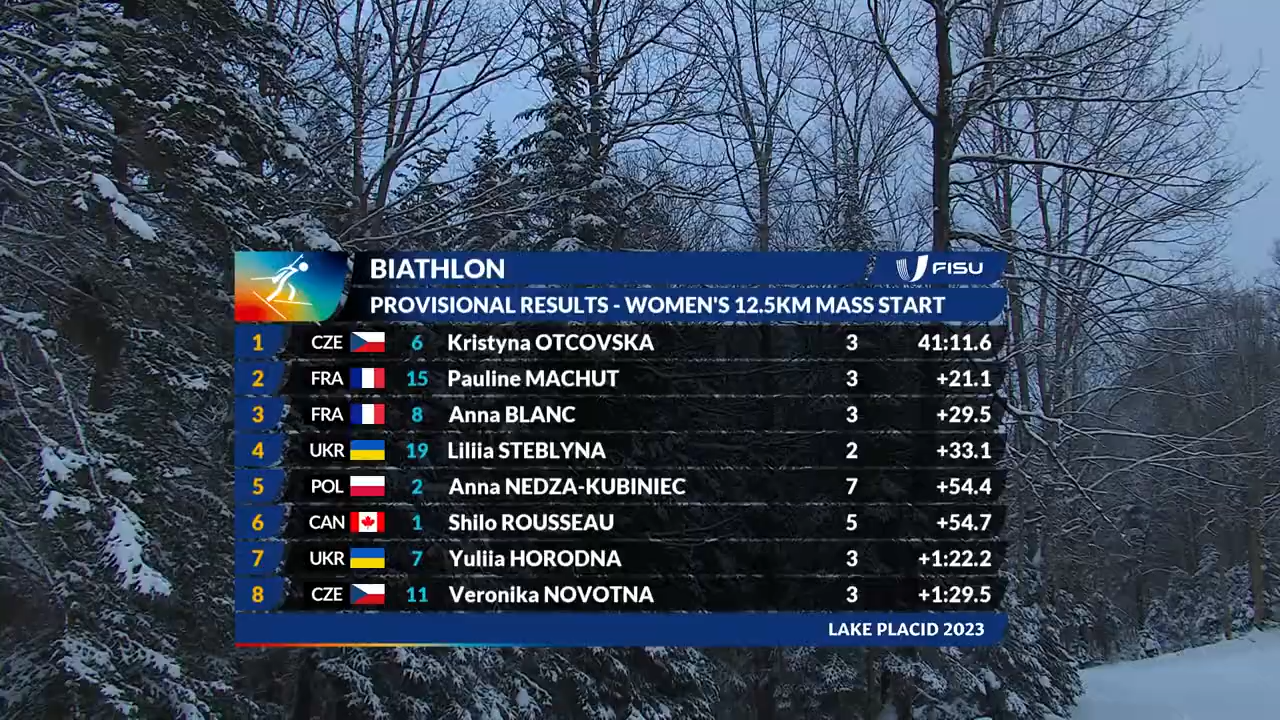 BIATHLON FISU
PROVISIONAL RESULTS - WOMEN'S 12.5KM MASS START
1 CZE 6 Kristyna OTCOVSKA 3 41:11.6
2 FRA 15 Pauline MACHUT 3 +21.1
3 FRA 8 Anna BLANC 3 +29.5
4 UKR 19 Liliia STEBLYNA 2 +33.1
5 POL 2 Anna NEDZA-KUBINIEC 7 +54.4
6 CAN 1 Shilo ROUSSEAU 5 +54.7
7 UKR 7 Yuliia HORODNA 3 +1:22.2
8 CZE 11 Veronika NOVOTNA 3 +1:29.5
LAKE PLACID 2023